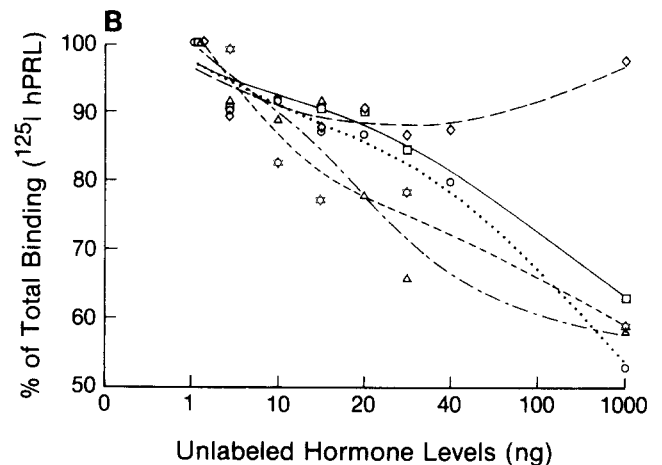 B
% of Total Binding (¹²⁵I hPRL)
100
90
80
70
60
50
0 1 10 20 40 100 1000
Unlabeled Hormone Levels (ng)